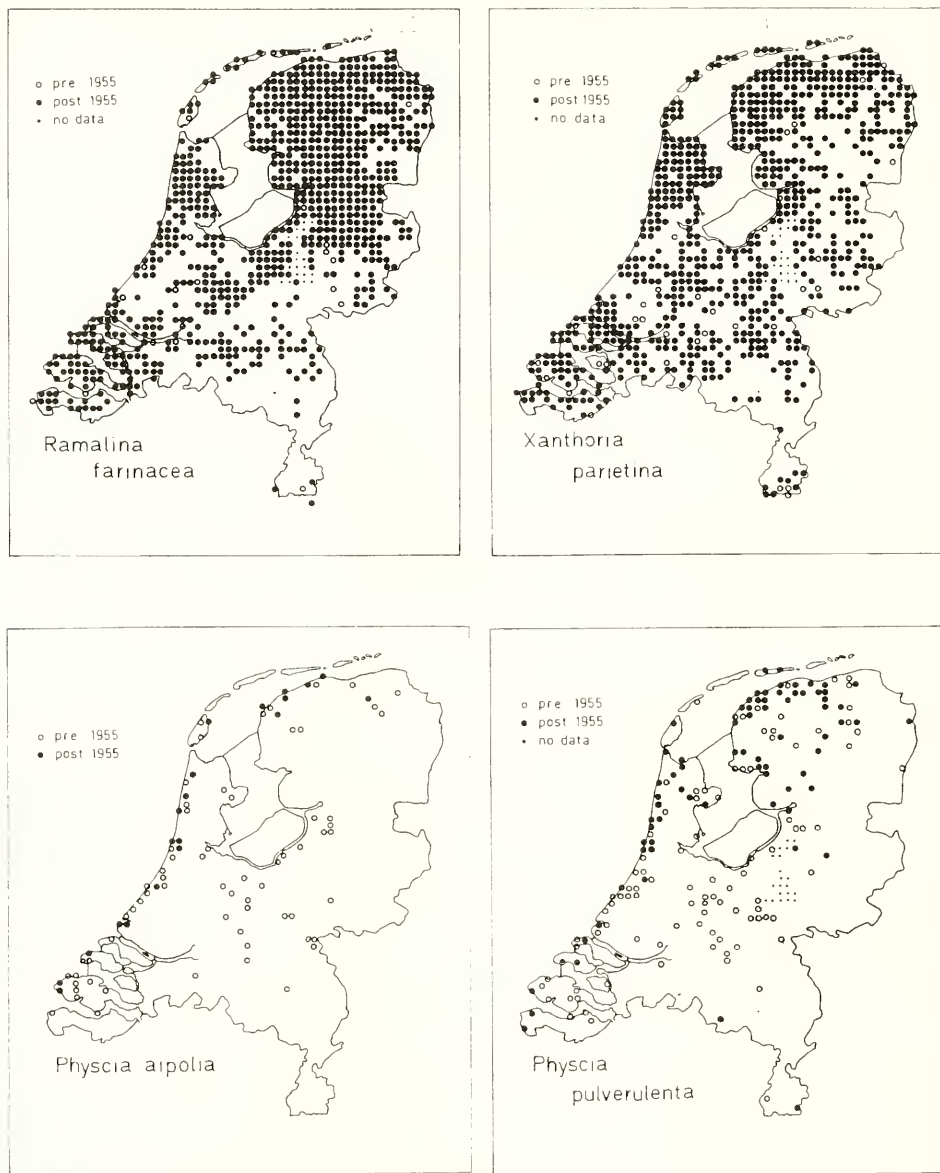 ○ pre 1955
● post 1955
• no data
Ramalina
farinacea
○ pre 1955
● post 1955
• no data
Xanthoria
parietina
○ pre 1955
● post 1955
Physcia aipolia
○ pre 1955
● post 1955
• no data
Physcia
pulverulenta